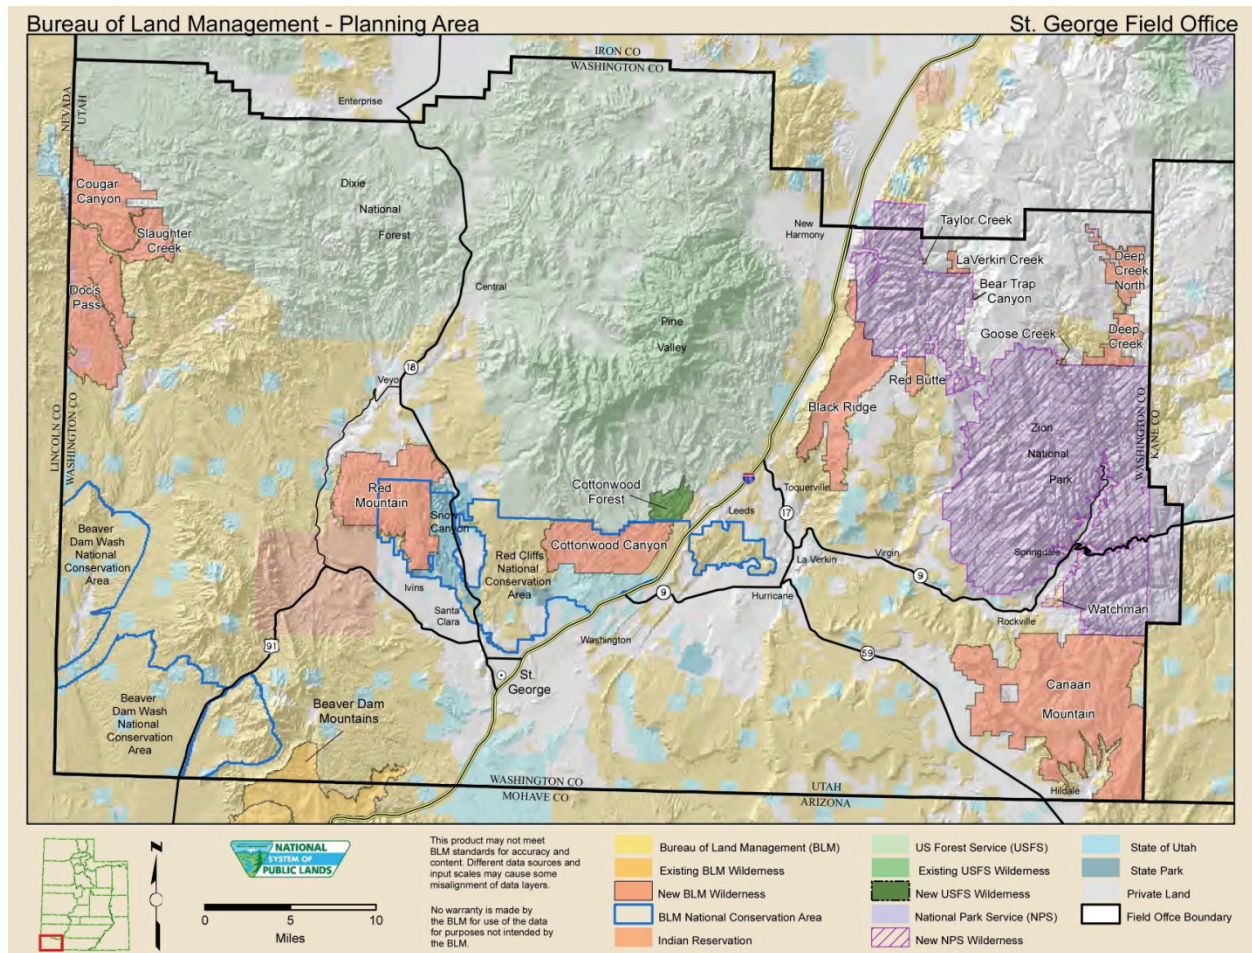 Bureau of Land Management - Planning Area
St. George Field Office
IRON CO
WASHINGTON CO
NEVADA
UTAH
Enterprise
Cougar
Canyon
Slaughter
Creek
Doc's
Pass
Dixie
National
Forest
Central
New
Harmony
Taylor Creek
LaVerkin Creek
Bear Trap
Canyon
Deep
Creek
North
Goose Creek
Deep
Creek
Pine
Valley
18
Veyo
Red Butte
Black Ridge
LINCOLN CO
WASHINGTON CO
Zion
National
Park
WASHINGTON CO
KANE CO
Red
Mountain
Snow
Canyon
Cottonwood
Forest
15
Toquerville
Leeds
17
Beaver
Dam Wash
National
Conservation
Area
Red Cliffs
National
Conservation
Area
Cottonwood Canyon
La Verkin
Virgin
Springdale
9
Ivins
Santa
Clara
9
Hurricane
Rockville
Watchman
Washington
91
59
St.
George
Canaan
Mountain
Beaver
Dam Wash
National
Conservation
Area
Beaver Dam
Mountains
Hildale
WASHINGTON CO
MOHAVE CO
UTAH
ARIZONA
N
0 5 10
Miles
NATIONAL
SYSTEM OF
PUBLIC LANDS
This product may not meet
BLM standards for accuracy and
content. Different data sources and
input scales may cause some
misalignment of data layers.
No warranty is made by
the BLM for use of the data
for purposes not intended by
the BLM.
Bureau of Land Management (BLM)
Existing BLM Wilderness
New BLM Wilderness
BLM National Conservation Area
Indian Reservation
US Forest Service (USFS)
Existing USFS Wilderness
New USFS Wilderness
National Park Service (NPS)
New NPS Wilderness
State of Utah
State Park
Private Land
Field Offce Boundary